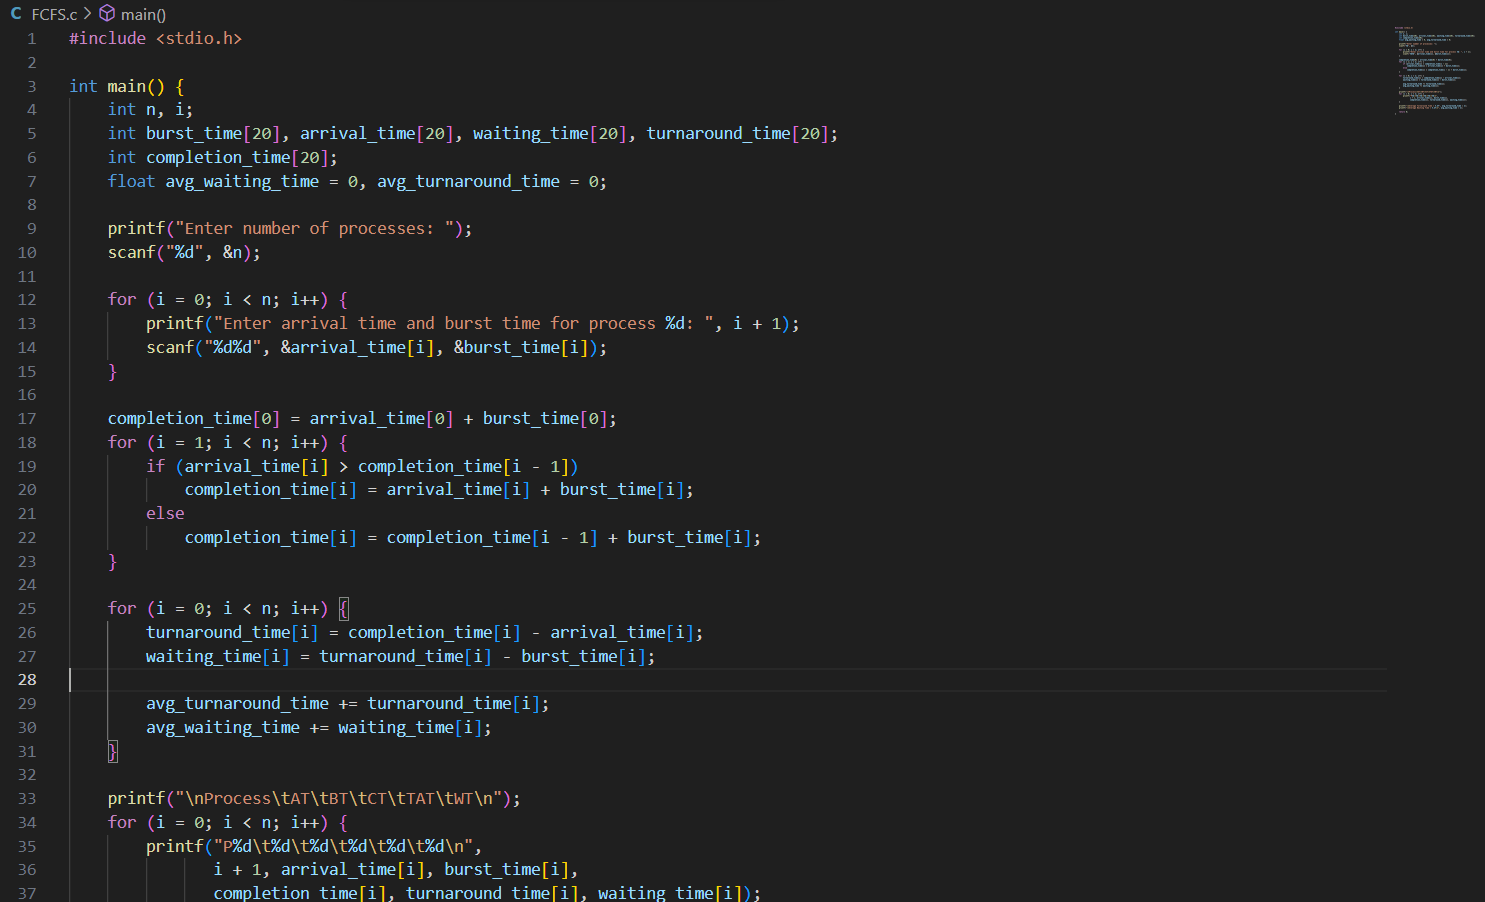 FCFS.c > main()
1 #include <stdio.h>
2
3 int main() {
4     int n, i;
5     int burst_time[20], arrival_time[20], waiting_time[20], turnaround_time[20];
6     int completion_time[20];
7     float avg_waiting_time = 0, avg_turnaround_time = 0;
8
9     printf("Enter number of processes: ");
10     scanf("%d", &n);
11
12     for (i = 0; i < n; i++) {
13         printf("Enter arrival time and burst time for process %d: ", i + 1);
14         scanf("%d%d", &arrival_time[i], &burst_time[i]);
15     }
16
17     completion_time[0] = arrival_time[0] + burst_time[0];
18     for (i = 1; i < n; i++) {
19         if (arrival_time[i] > completion_time[i - 1])
20             completion_time[i] = arrival_time[i] + burst_time[i];
21         else
22             completion_time[i] = completion_time[i - 1] + burst_time[i];
23     }
24
25     for (i = 0; i < n; i++) {
26         turnaround_time[i] = completion_time[i] - arrival_time[i];
27         waiting_time[i] = turnaround_time[i] - burst_time[i];
28
29         avg_turnaround_time += turnaround_time[i];
30         avg_waiting_time += waiting_time[i];
31     }
32
33     printf("\nProcess\tAT\tBT\tCT\tTAT\tWT\n");
34     for (i = 0; i < n; i++) {
35         printf("P%d\t%d\t%d\t%d\t%d\t%d\n",
36                i + 1, arrival_time[i], burst_time[i],
37                completion_time[i], turnaround_time[i], waiting_time[i]);